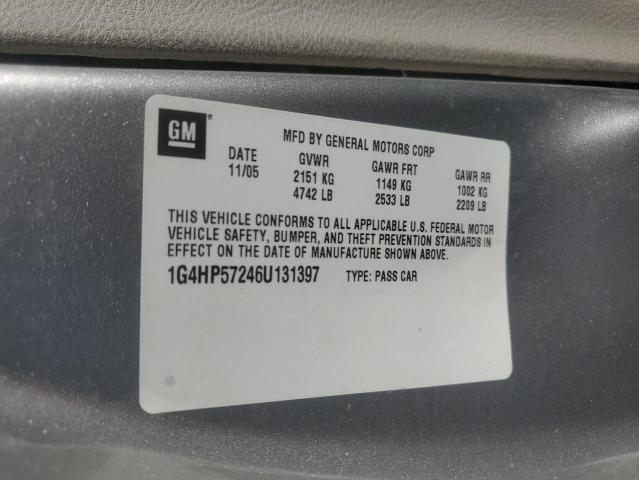 GM®
MFD BY GENERAL MOTORS CORP
DATE GVWR GAWR FRT GAWR RR
11/05 2151 KG 1149 KG 1002 KG
4742 LB 2533 LB 2209 LB
THIS VEHICLE CONFORMS TO ALL APPLICABLE U.S. FEDERAL MOTOR
VEHICLE SAFETY, BUMPER, AND THEFT PREVENTION STANDARDS IN
EFFECT ON THE DATE OF MANUFACTURE SHOWN ABOVE.
1G4HP57246U131397 TYPE: PASS CAR